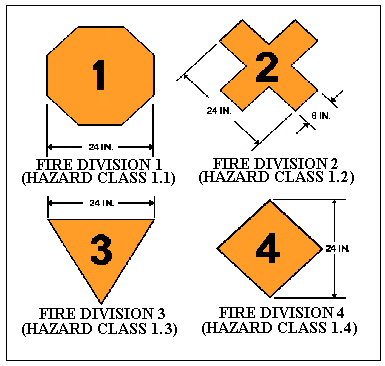 1
24 IN.
FIRE DIVISION 1
(HAZARD CLASS 1.1)
2
24 IN.
6 IN.
FIRE DIVISION 2
(HAZARD CLASS 1.2)
24 IN.
3
FIRE DIVISION 3
(HAZARD CLASS 1.3)
4
24 IN.
FIRE DIVISION 4
(HAZARD CLASS 1.4)